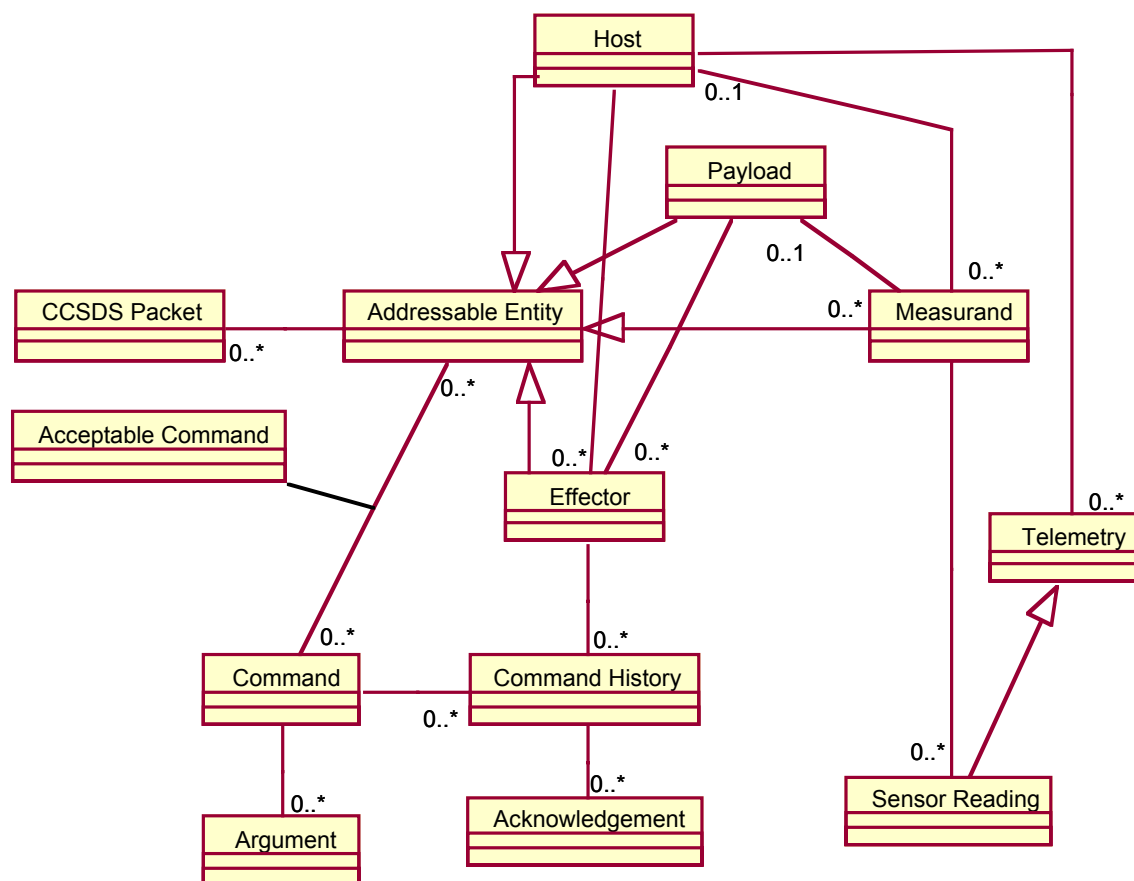 Host
0..1
Payload
0..1
0..*
CCSDS Packet
Addressable Entity
0..*
Measurand
0..*
0..*
Acceptable Command
0..*
0..*
Effector
0..*
Telemetry
0..*
0..*
Command
Command History
0..*
0..*
0..*
0..*
Sensor Reading
Argument
Acknowledgement